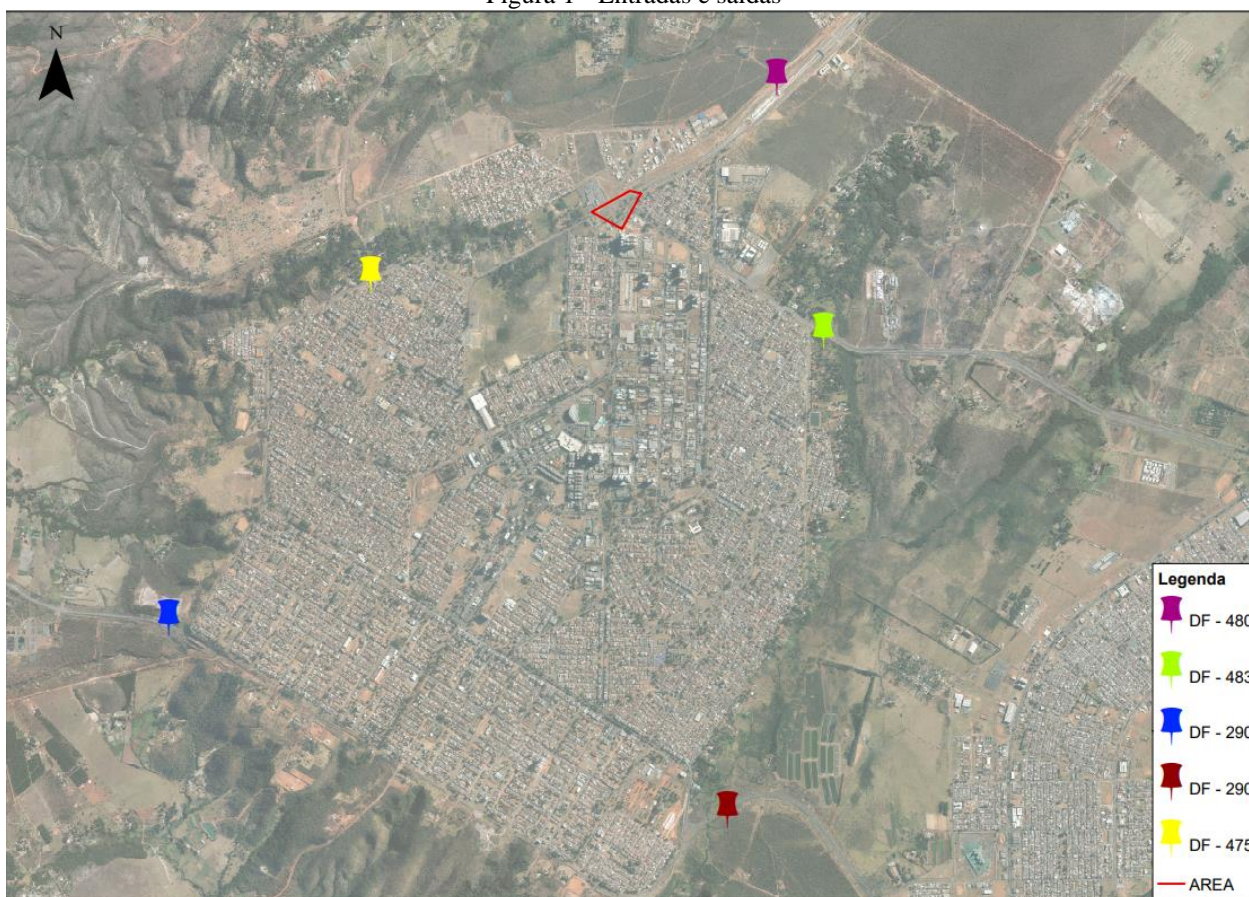 Figura 1 - Entradas e saídas
N
Legenda
DF - 480
DF - 483
DF - 290
DF - 290
DF - 475
AREA